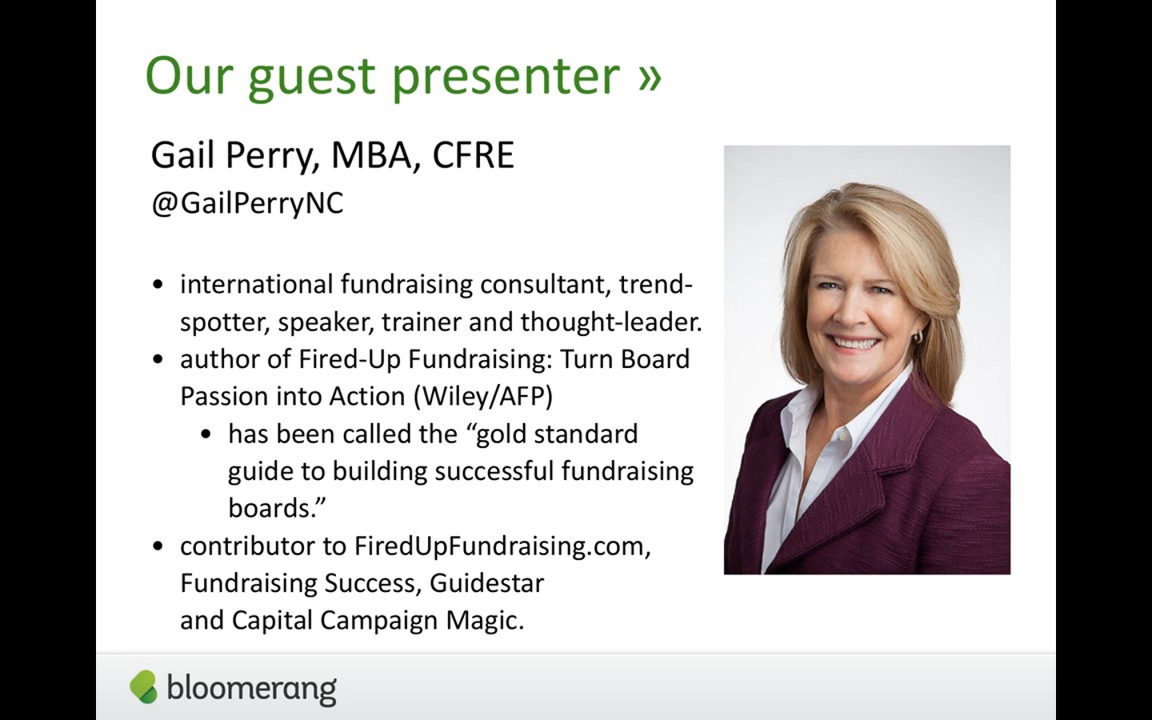 Our guest presenter »
Gail Perry, MBA, CFRE
@GailPerryNC
• international fundraising consultant, trend-
spotter, speaker, trainer and thought-leader.
• author of Fired-Up Fundraising: Turn Board
Passion into Action (Wiley/AFP)
• has been called the “gold standard
guide to building successful fundraising
boards.”
• contributor to FiredUpFundraising.com,
Fundraising Success, Guidestar
and Capital Campaign Magic.
bloomerang